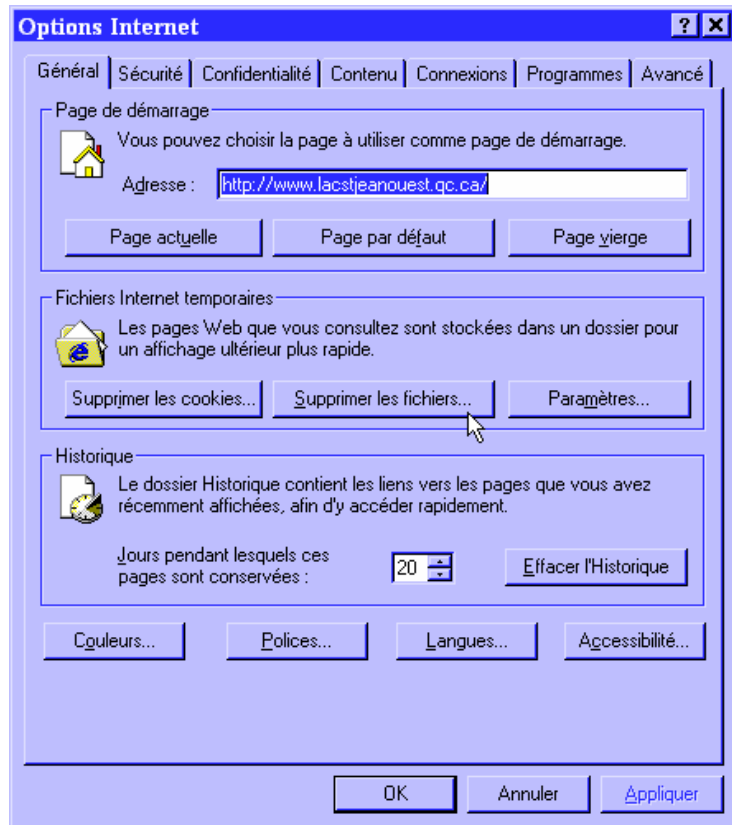 Options Internet
Général Sécurité Confidentialité Contenu Connexions Programmes Avancé
Page de démarrage
Vous pouvez choisir la page à utiliser comme page de démarrage.
Adresse : http://www.lacstjeanouest.qc.ca/
Page actuelle Page par défaut Page vierge
Fichiers Internet temporaires
Les pages Web que vous consultez sont stockées dans un dossier pour
un affichage ultérieur plus rapide.
Supprimer les cookies... Supprimer les fichiers... Paramètres...
Historique
Le dossier Historique contient les liens vers les pages que vous avez
récemment affichées, afin d'y accéder rapidement.
Jours pendant lesquels ces
pages sont conservées : 20 Effacer l'Historique
Couleurs... Polices... Langues... Accessibilité...
OK Annuler Appliquer